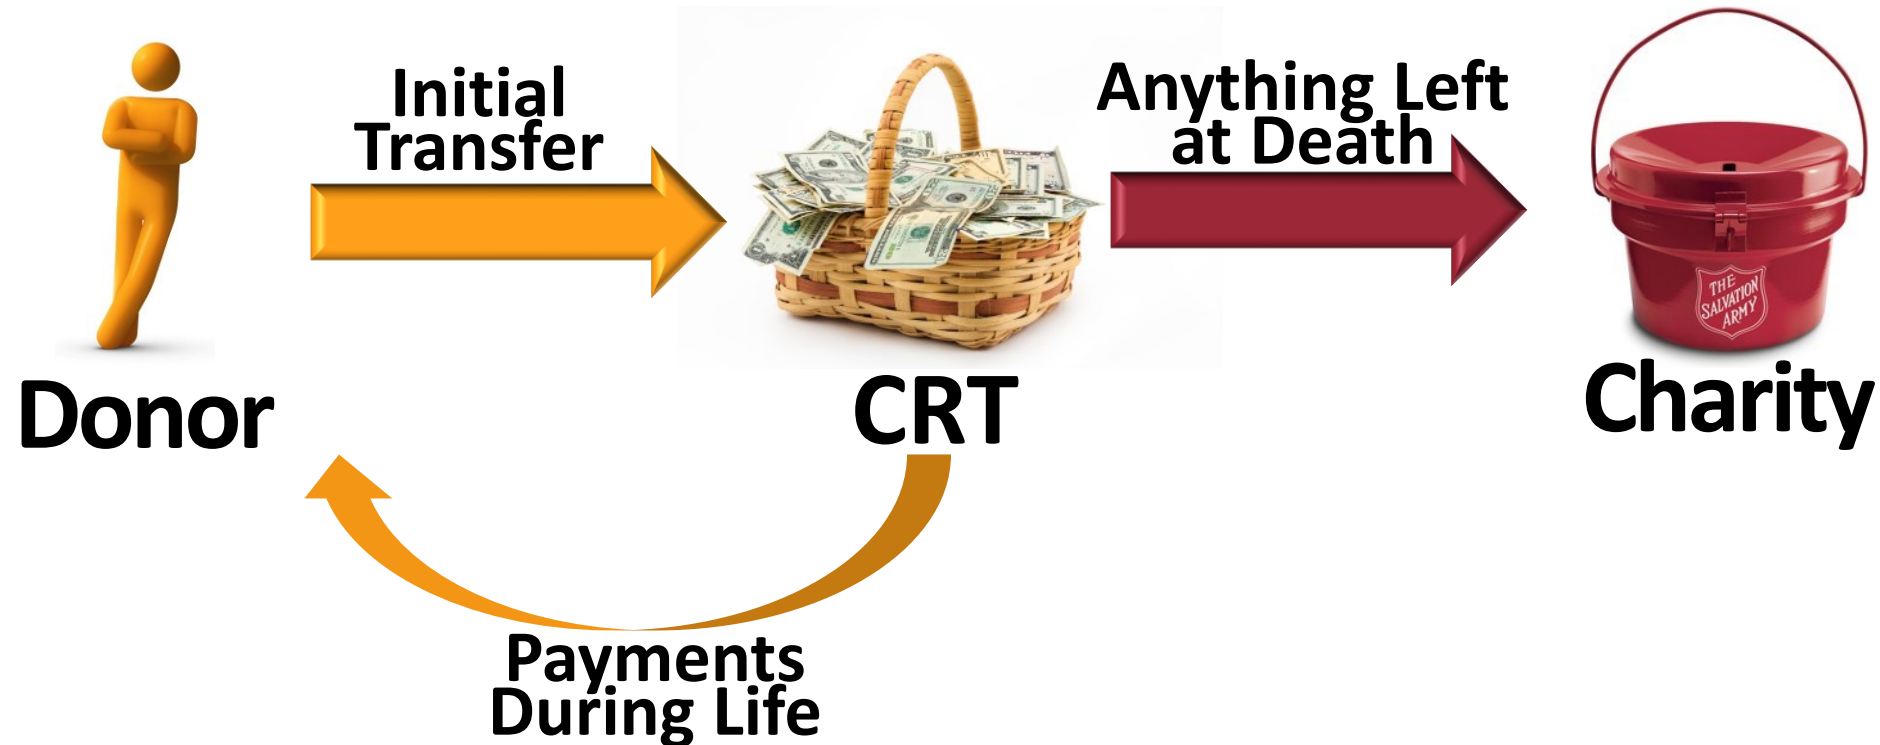 Initial
Transfer
Anything Left
at Death
THE
SALVATION
ARMY
Donor
CRT
Charity
Payments
During Life